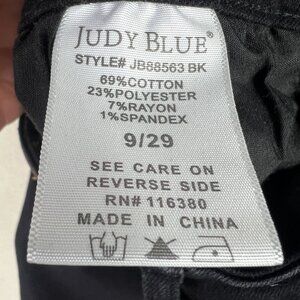 JUDY BLUE®
STYLE# JB88563 BK
69%COTTON
23%POLYESTER
7%RAYON
1%SPANDEX
9/29
SEE CARE ON
REVERSE SIDE
RN# 116380
MADE IN CHINA